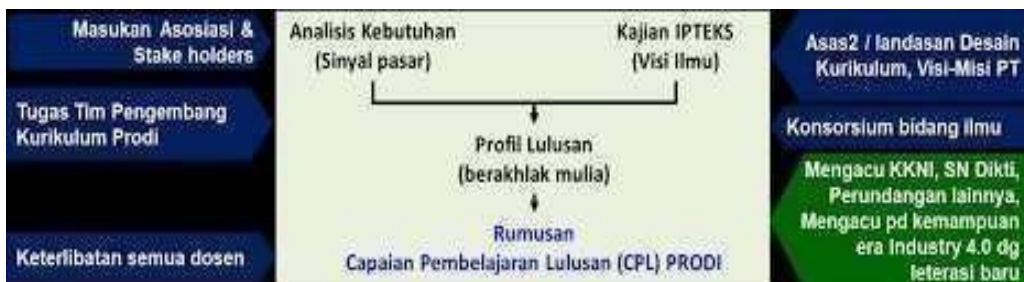 Masukan Asosiasi &
Stake holders
Tugas Tim Pengembang
Kurikulum Prodi
Keterlibatan semua dosen
Analisis Kebutuhan
(Sinyal pasar)
Kajian IPTEKS
(Visi Ilmu)
Profil Lulusan
(berakhlak mulia)
Rumusan
Capaian Pembelajaran Lulusan (CPL) PRODI
Asas2 / landasan Desain
Kurikulum, Visi-Misi PT
Konsorsium bidang ilmu
Mengacu KKNI, SN Dikti,
Perundangan lainnya,
Mengacu pd kemampuan
era Industry 4.0 dg
leterasi baru